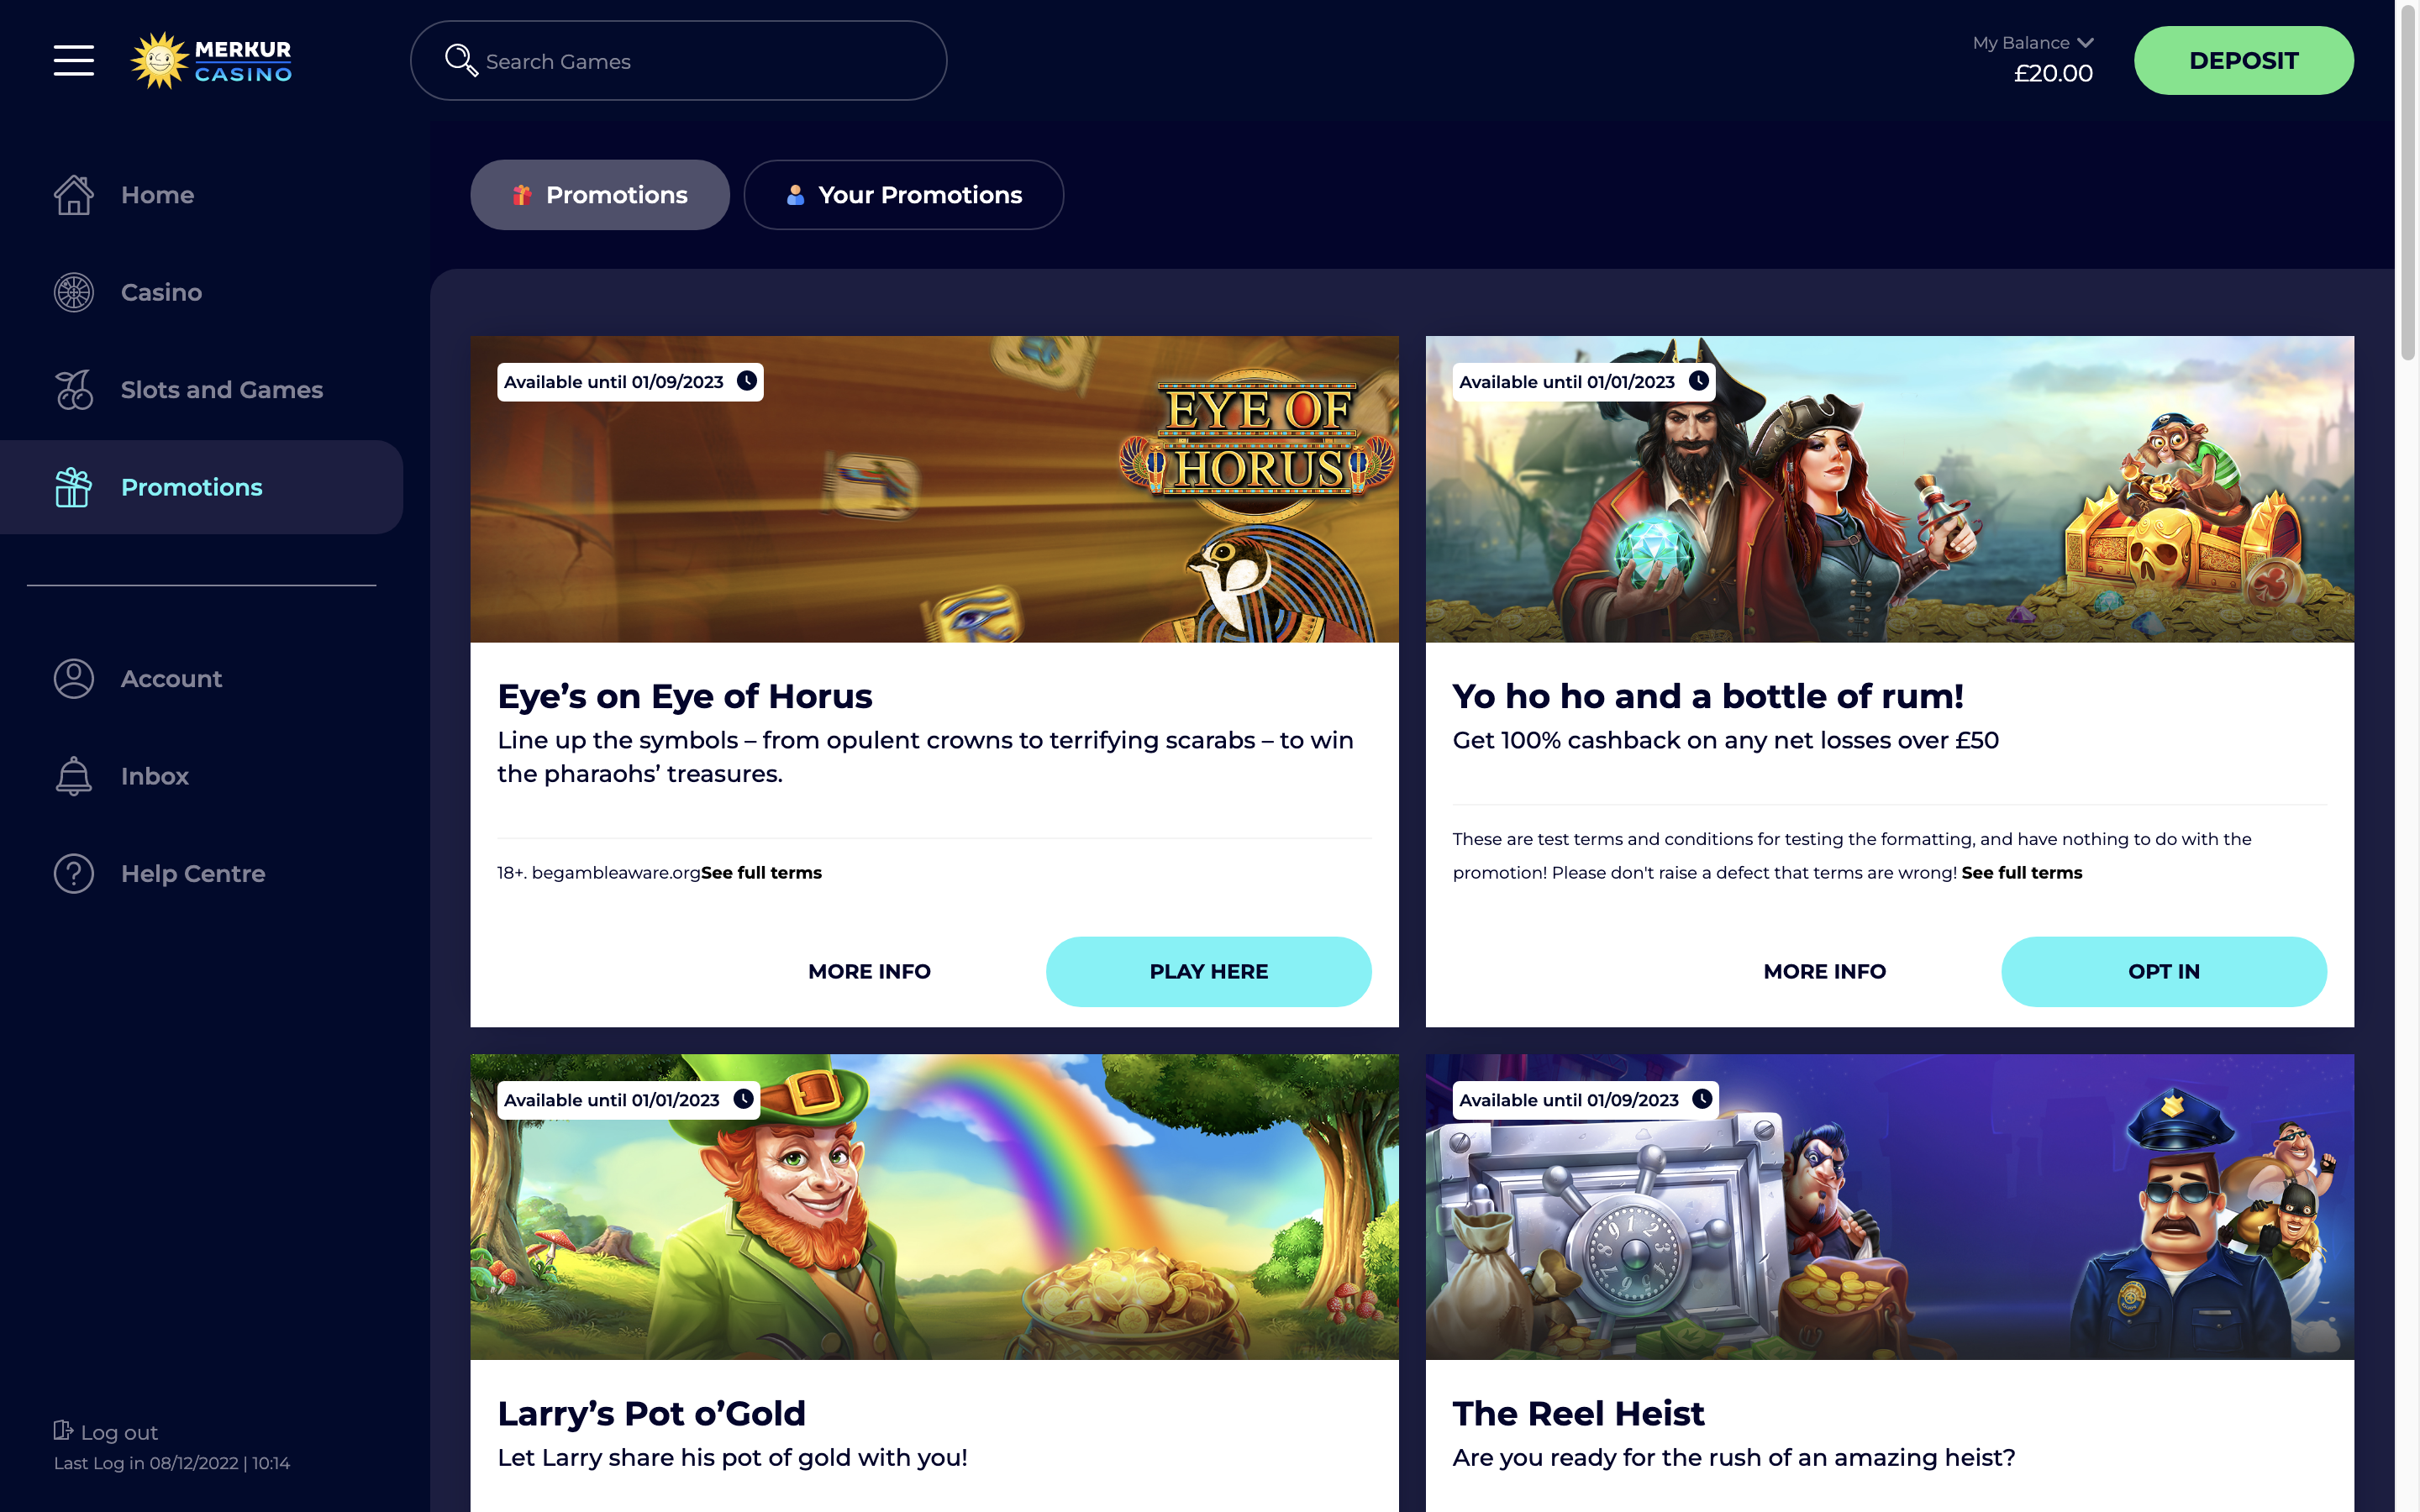 MERKUR
CASINO
Search Games
My Balance
£20.00
DEPOSIT
Home
Casino
Slots and Games
Promotions
Account
Inbox
Help Centre
Log out
Last Log in 08/12/2022 | 10:14
Promotions
Your Promotions
Available until 01/09/2023
EYE OF
HORUS
Eye’s on Eye of Horus
Line up the symbols – from opulent crowns to terrifying scarabs – to win
the pharaohs’ treasures.
18+. begambleaware.orgSee full terms
MORE INFO
PLAY HERE
Available until 01/01/2023
Yo ho ho and a bottle of rum!
Get 100% cashback on any net losses over £50
These are test terms and conditions for testing the formatting, and have nothing to do with the
promotion! Please don't raise a defect that terms are wrong! See full terms
MORE INFO
OPT IN
Available until 01/01/2023
Larry’s Pot o’Gold
Let Larry share his pot of gold with you!
Available until 01/09/2023
The Reel Heist
Are you ready for the rush of an amazing heist?